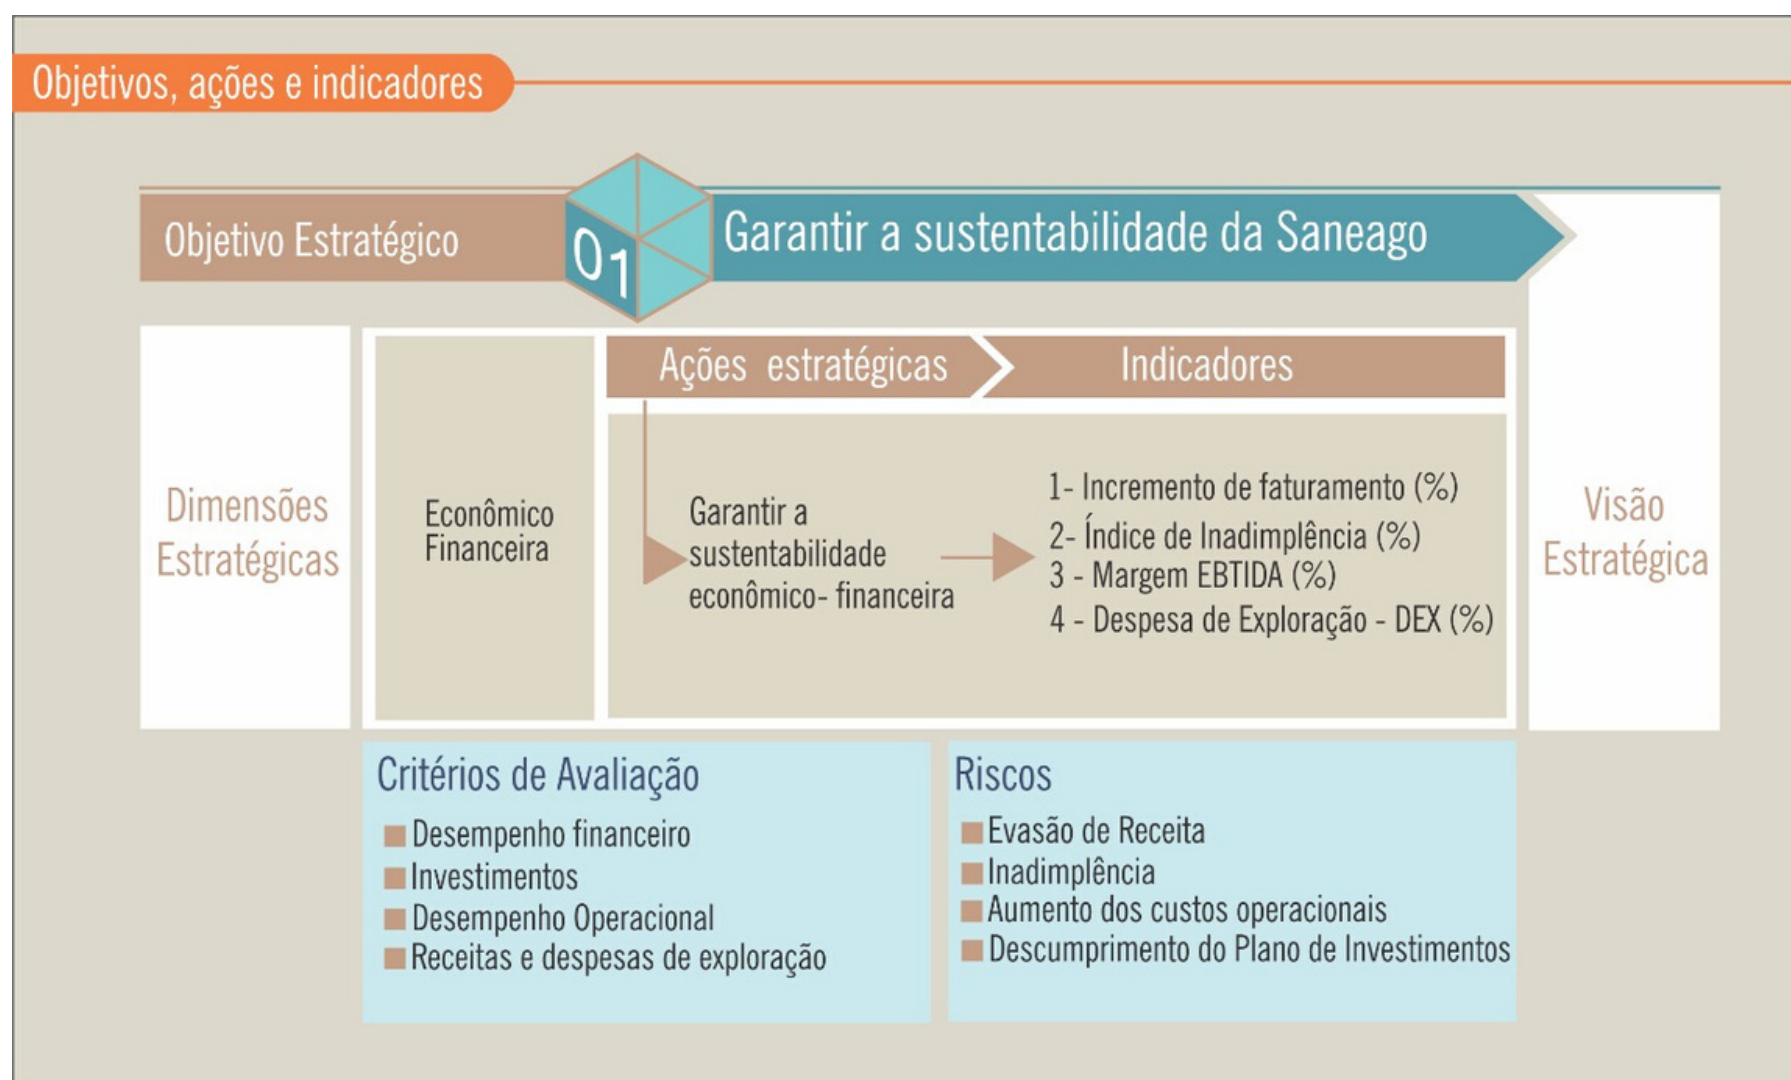 Objetivos, ações e indicadores
Objetivo Estratégico
01
Garantir a sustentabilidade da Saneago
Dimensões
Estratégicas
Econômico
Financeira
Ações estratégicas
Indicadores
Garantir a
sustentabilidade
econômico- financeira
1- Incremento de faturamento (%)
2- Índice de Inadimplência (%)
3 - Margem EBTIDA (%)
4 - Despesa de Exploração - DEX (%)
Visão
Estratégica
Critérios de Avaliação
Desempenho financeiro
Investimentos
Desempenho Operacional
Receitas e despesas de exploração
Riscos
Evasão de Receita
Inadimplência
Aumento dos custos operacionais
Descumprimento do Plano de Investimentos